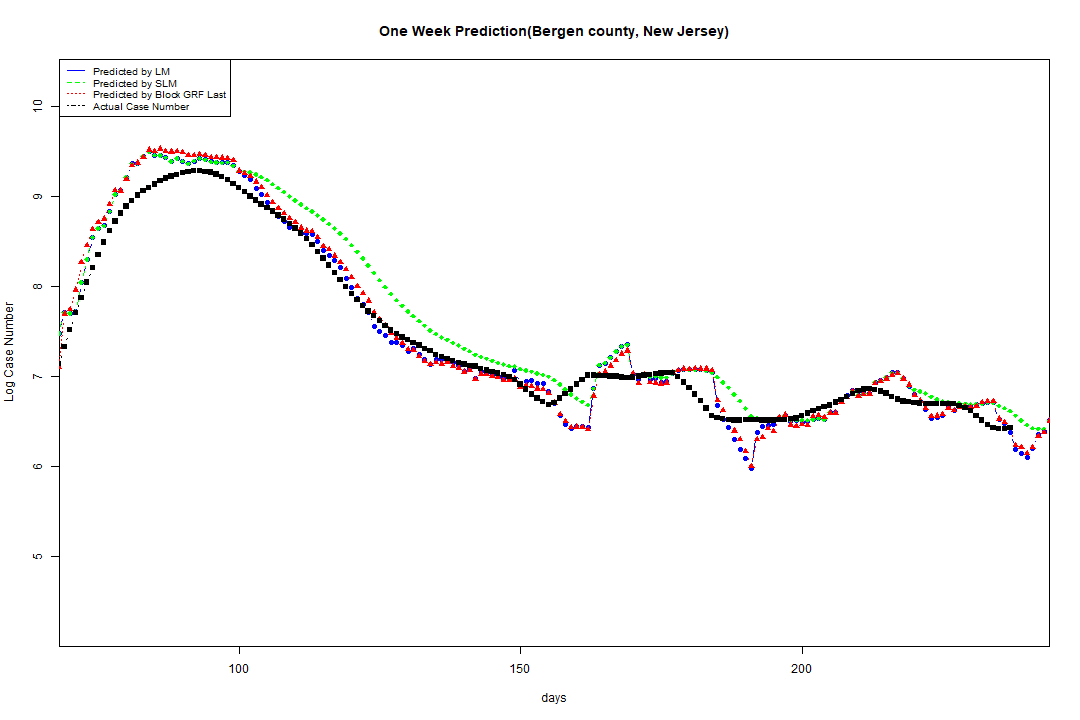 One Week Prediction(Bergen county, New Jersey)
Predicted by LM
Predicted by SLM
Predicted by Block GRF Last
Actual Case Number
10
9
8
7
6
5
Log Case Number
100
150
200
days